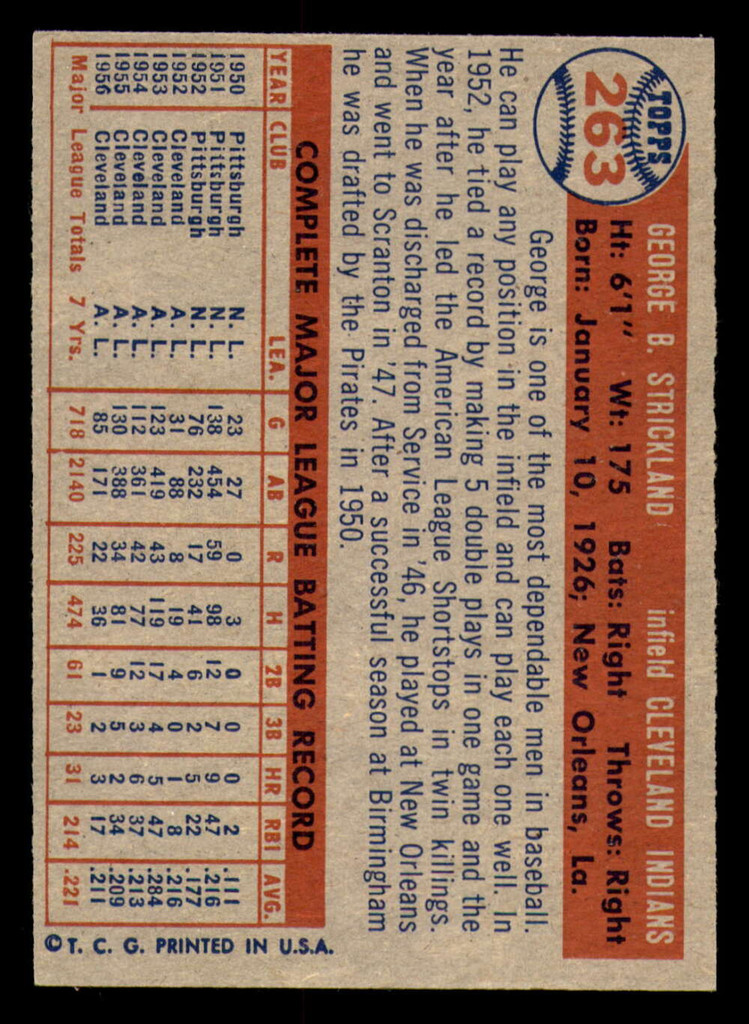 TOPPS
263
GEORGE B. STRICKLAND infield CLEVELAND INDIANS
Ht: 6'1" Wt: 175 Bats: Right Throws: Right
Born: January 10, 1926; New Orleans, La.
George is one of the most dependable men in baseball.
He can play any position in the infield and can play each one well. In
1952, he tied a record by making 5 double plays in one game and the
year after he led the American League Shortstops in twin killings.
When he was discharged from Service in '46, he played at New Orleans
and went to Scranton in '47. After a successful season at Birmingham
he was drafted by the Pirates in 1950.
COMPLETE MAJOR LEAGUE BATTING RECORD
YEAR CLUB LEA. G AB R H 2B 3B HR RBI AVG.
1950 Pittsburgh N. L. 23 27 0 3 0 0 0 2 .111
1951 Pittsburgh N. L. 138 454 59 98 12 7 9 47 .216
1952 Pittsburgh N. L. 76 232 17 41 6 2 5 22 .177
1952 Cleveland A. L. 31 88 8 19 4 0 1 8 .216
1953 Cleveland A. L. 123 419 43 119 17 4 5 47 .284
1954 Cleveland A. L. 112 361 42 77 12 3 6 37 .213
1955 Cleveland A. L. 130 388 34 81 9 5 2 34 .209
1956 Cleveland A. L. 85 171 22 36 1 2 3 17 .211
Major League Totals 7 Yrs. 718 2140 225 474 61 23 31 214 .221
© T. C. G. PRINTED IN U.S.A.